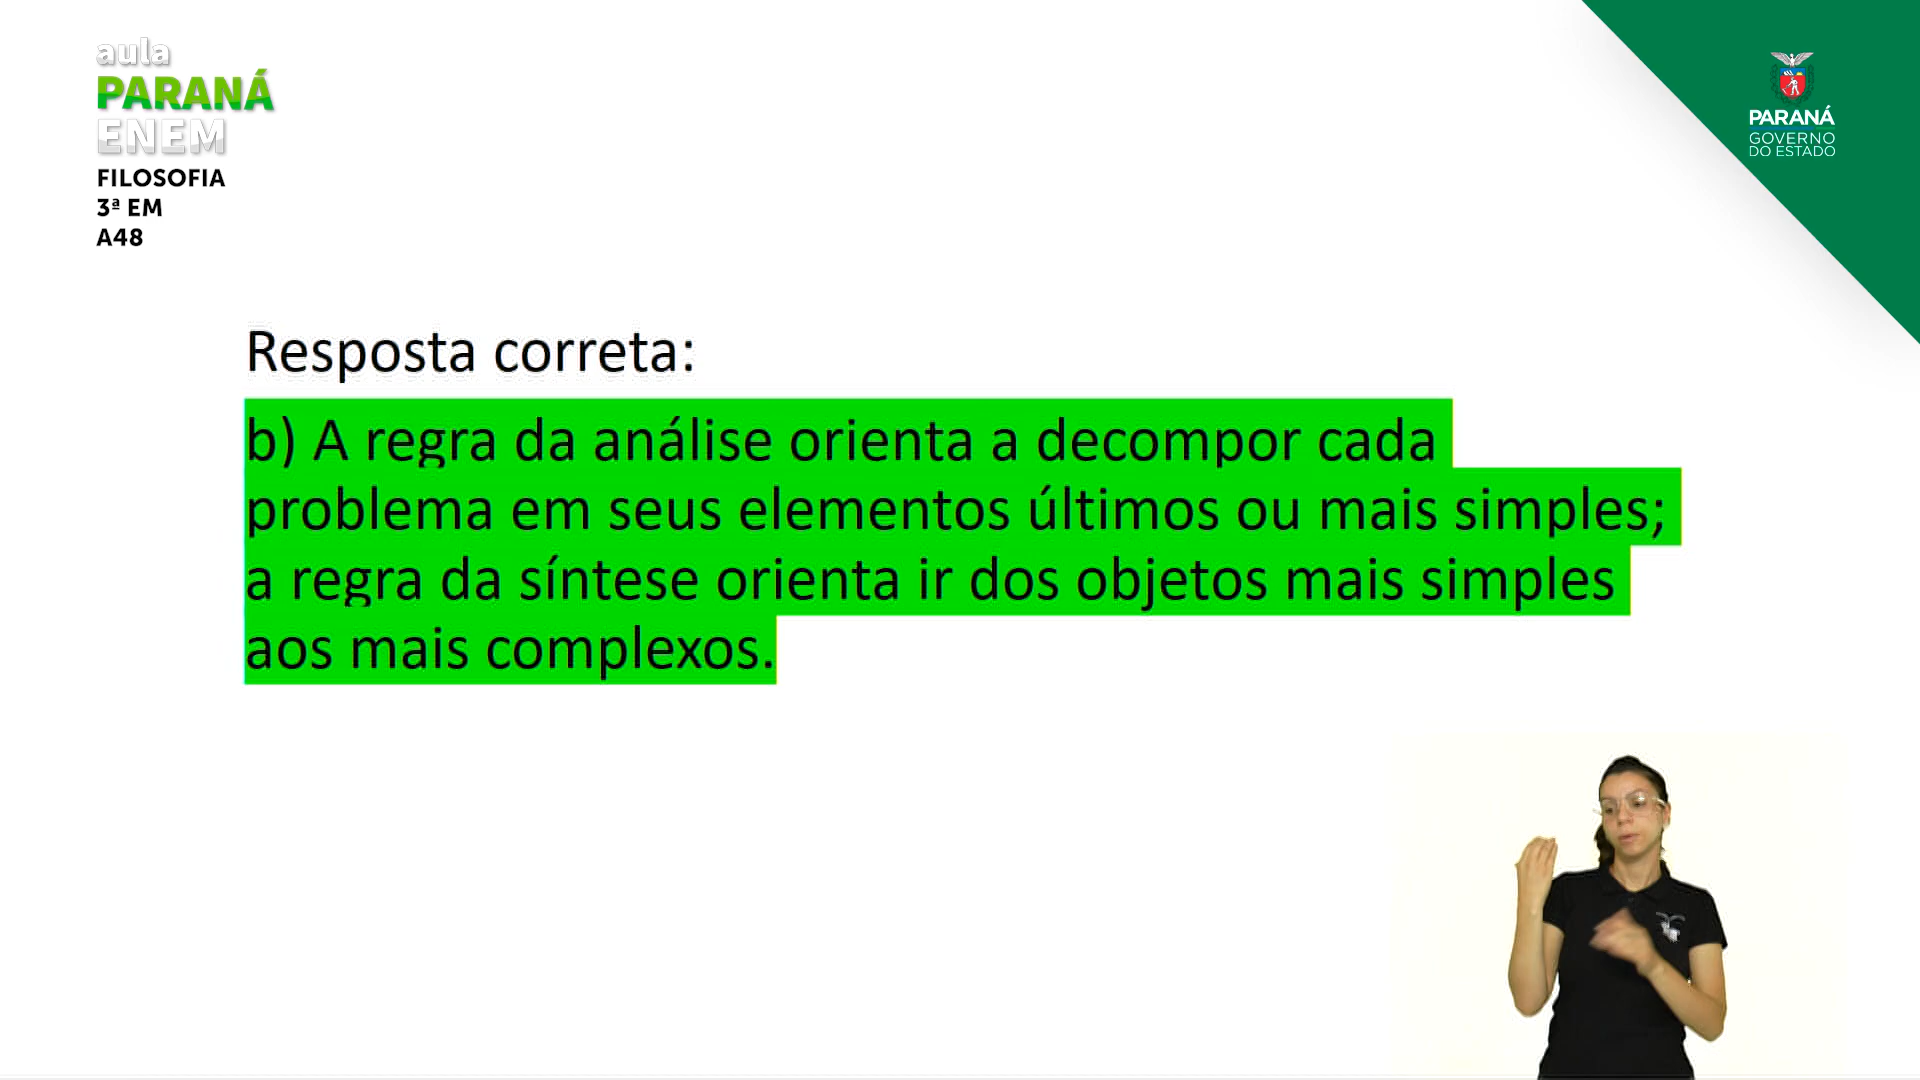 aula
PARANÁ
ENEM
FILOSOFIA
3ª EM
A48
PARANÁ
GOVERNO
DO ESTADO
Resposta correta:
b) A regra da análise orienta a decompor cada
problema em seus elementos últimos ou mais simples;
a regra da síntese orienta ir dos objetos mais simples
aos mais complexos.